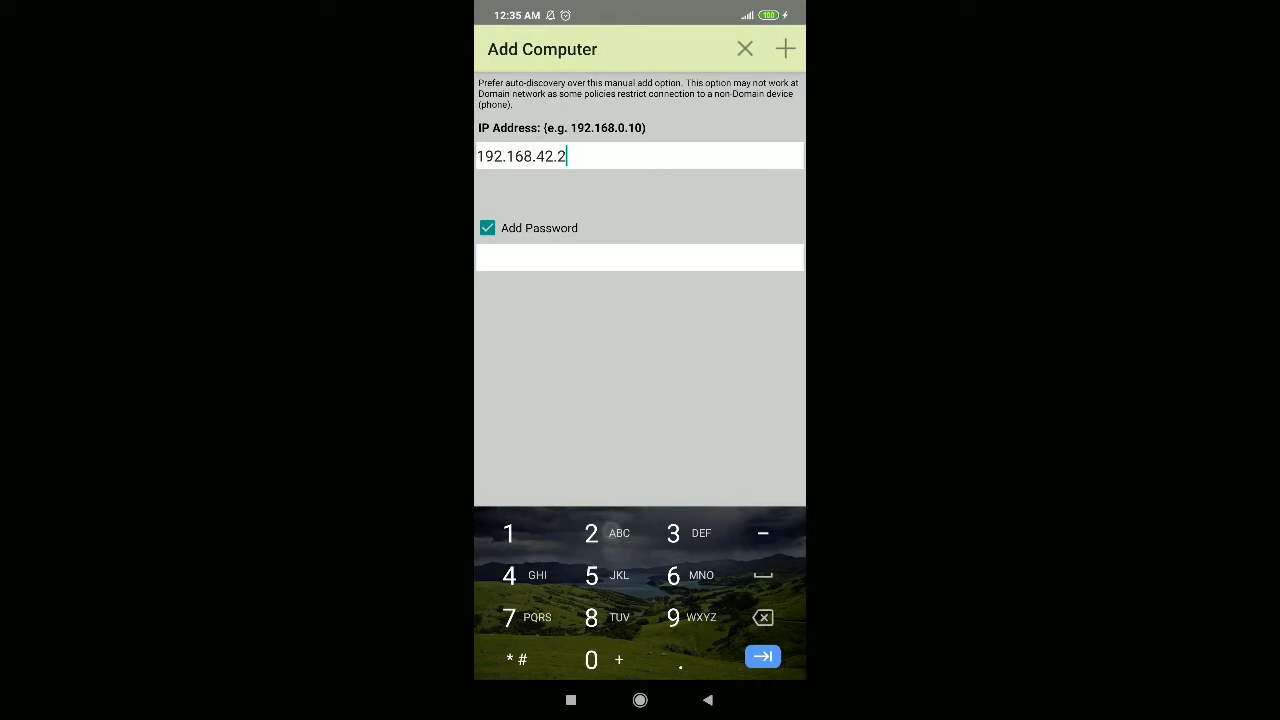 12:35 AM 100
Add Computer
Prefer auto-discovery over this manual add option. This option may not work at
Domain network as some policies restrict connection to a non-Domain device
(phone).
IP Address: (e.g. 192.168.0.10)
192.168.42.2
Add Password
1 2 ABC 3 DEF -
4 GHI 5 JKL 6 MNO
7 PQRS 8 TUV 9 WXYZ
* # 0 + .